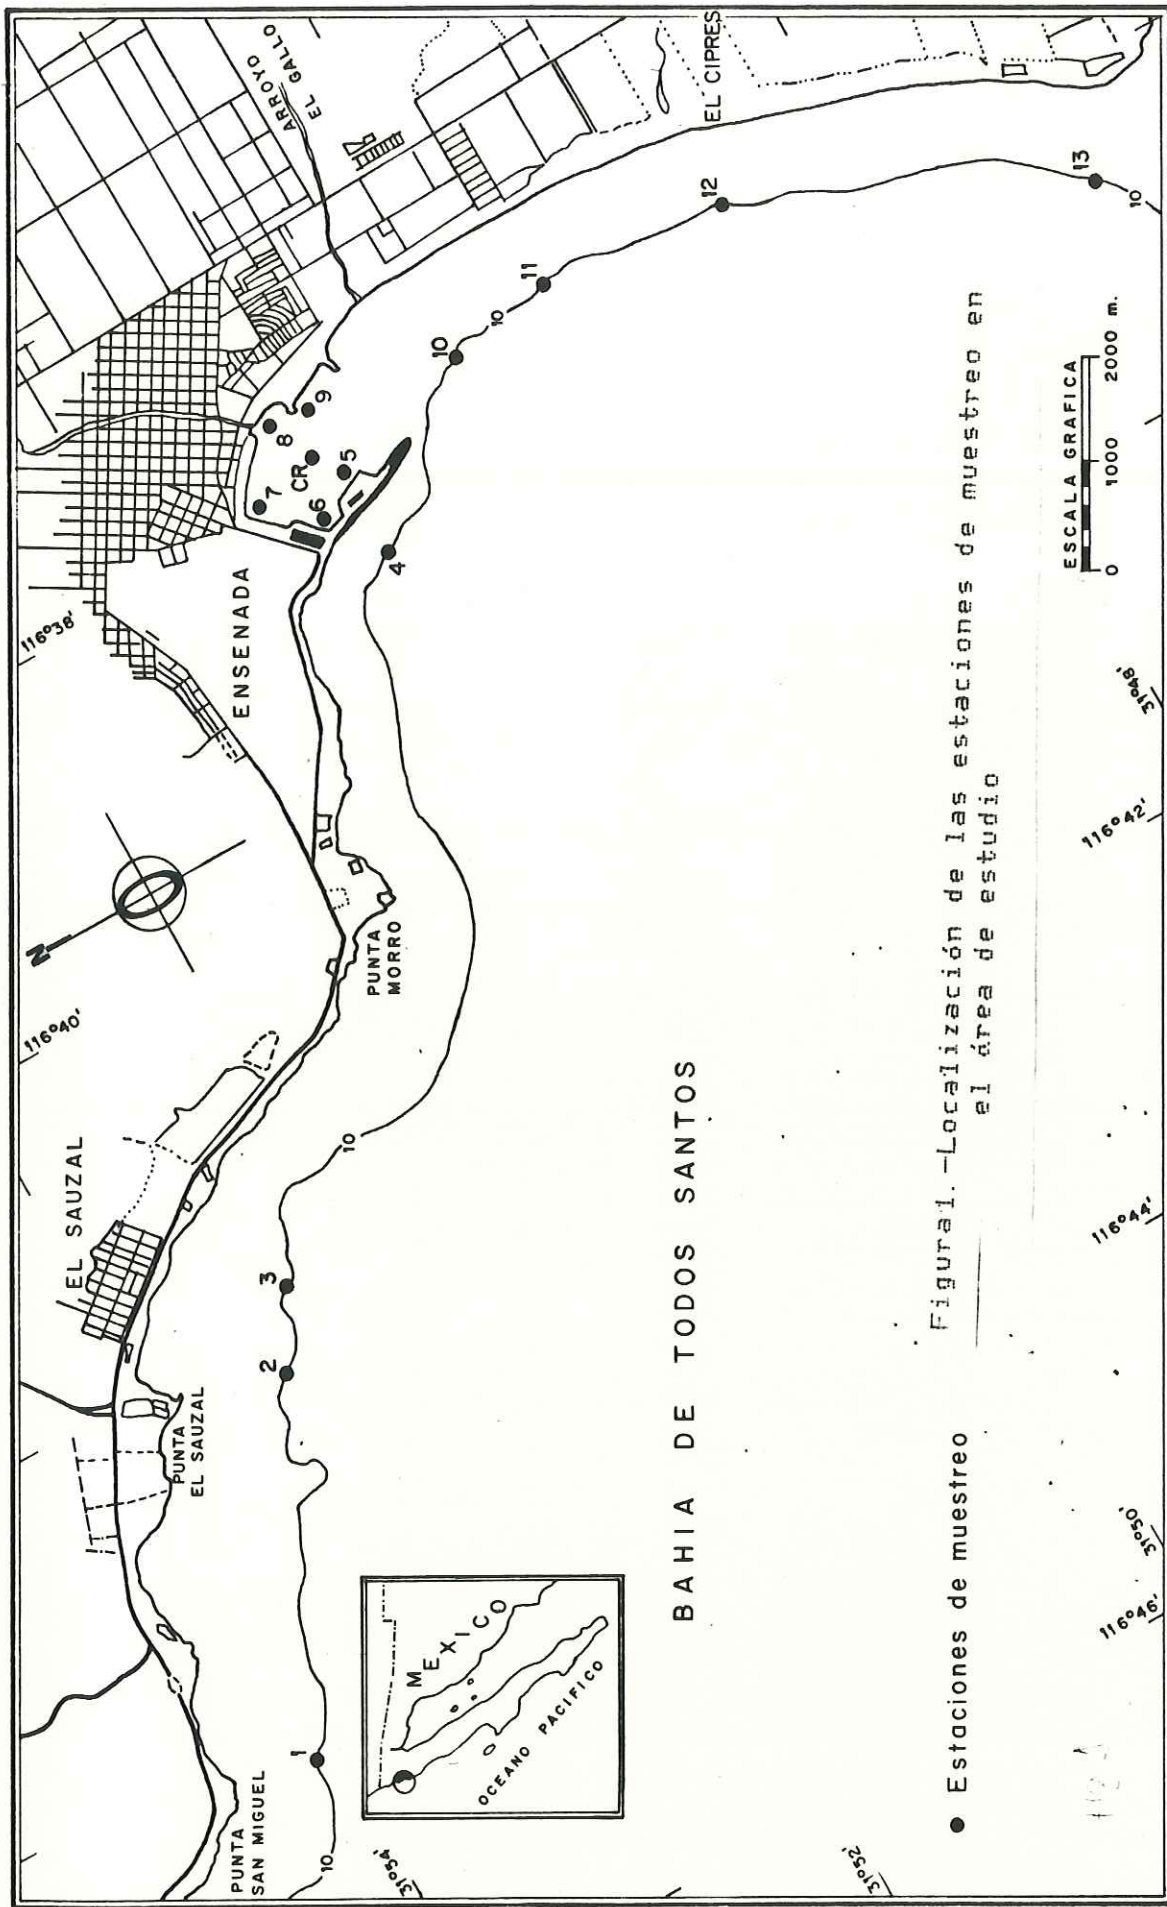 116°40'
116°38'
N
EL SAUZAL
ENSENADA
ARROYO
EL GALLO
PUNTA
SAN MIGUEL
PUNTA
EL SAUZAL
PUNTA
MORRO
EL CIPRES
1
2
3
4
5
6
7
8
9
CR
10
11
12
13
10
10
10
10
31°54'
MEXICO
OCEANO PACIFICO
BAHIA DE TODOS SANTOS
● Estaciones de muestreo
Figura 1.-Localización de las estaciones de muestreo en
el área de estudio
ESCALA GRAFICA
0 1000 2000 m.
31°52'
116°46'
31°50'
116°44'
116°42'
31°48'